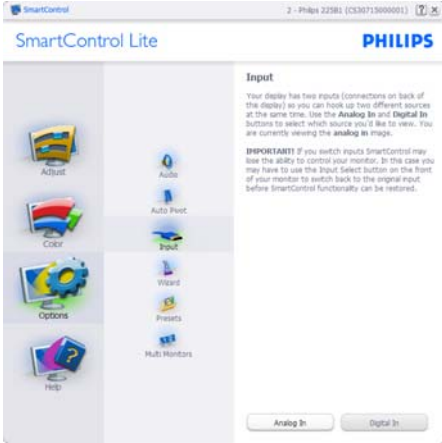 SmartControl
2 - Philips 225B1 (CS30715000001)
SmartControl Lite
PHILIPS
Adjust
Color
Options
Help
Audio
Auto Pivot
Input
Wizard
Presets
Multi Monitors
Input
Your display has two inputs (connections on back of
the display) so you can hook up two different sources
at the same time. Use the Analog In and Digital In
buttons to select which source you'd like to view. You
are currently viewing the analog in image.
IMPORTANT! If you switch inputs SmartControl may
lose the ability to control your monitor. In this case you
may have to use the Input Select button on the front
of your monitor to switch back to the original input
before SmartControl functionality can be restored.
Analog In
Digital In